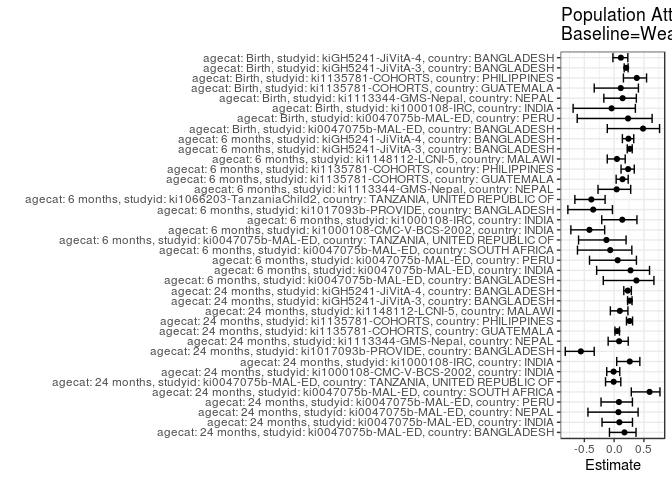 Population Att
Baseline=Wea
agecat: Birth, studyid: kiGH5241-JiVitA-4, country: BANGLADESH
agecat: Birth, studyid: kiGH5241-JiVitA-3, country: BANGLADESH
agecat: Birth, studyid: ki1135781-COHORTS, country: PHILIPPINES
agecat: Birth, studyid: ki1135781-COHORTS, country: GUATEMALA
agecat: Birth, studyid: ki1113344-GMS-Nepal, country: NEPAL
agecat: Birth, studyid: ki1000108-IRC, country: INDIA
agecat: Birth, studyid: ki0047075b-MAL-ED, country: PERU
agecat: Birth, studyid: ki0047075b-MAL-ED, country: BANGLADESH
agecat: 6 months, studyid: kiGH5241-JiVitA-4, country: BANGLADESH
agecat: 6 months, studyid: kiGH5241-JiVitA-3, country: BANGLADESH
agecat: 6 months, studyid: ki1148112-LCNI-5, country: MALAWI
agecat: 6 months, studyid: ki1135781-COHORTS, country: PHILIPPINES
agecat: 6 months, studyid: ki1135781-COHORTS, country: GUATEMALA
agecat: 6 months, studyid: ki1113344-GMS-Nepal, country: NEPAL
agecat: 6 months, studyid: ki1066203-TanzaniaChild2, country: TANZANIA, UNITED REPUBLIC OF
agecat: 6 months, studyid: ki1017093b-PROVIDE, country: BANGLADESH
agecat: 6 months, studyid: ki1000108-IRC, country: INDIA
agecat: 6 months, studyid: ki1000108-CMC-V-BCS-2002, country: INDIA
agecat: 6 months, studyid: ki0047075b-MAL-ED, country: TANZANIA, UNITED REPUBLIC OF
agecat: 6 months, studyid: ki0047075b-MAL-ED, country: SOUTH AFRICA
agecat: 6 months, studyid: ki0047075b-MAL-ED, country: PERU
agecat: 6 months, studyid: ki0047075b-MAL-ED, country: INDIA
agecat: 6 months, studyid: ki0047075b-MAL-ED, country: BANGLADESH
agecat: 24 months, studyid: kiGH5241-JiVitA-4, country: BANGLADESH
agecat: 24 months, studyid: kiGH5241-JiVitA-3, country: BANGLADESH
agecat: 24 months, studyid: ki1148112-LCNI-5, country: MALAWI
agecat: 24 months, studyid: ki1135781-COHORTS, country: PHILIPPINES
agecat: 24 months, studyid: ki1135781-COHORTS, country: GUATEMALA
agecat: 24 months, studyid: ki1113344-GMS-Nepal, country: NEPAL
agecat: 24 months, studyid: ki1017093b-PROVIDE, country: BANGLADESH
agecat: 24 months, studyid: ki1000108-IRC, country: INDIA
agecat: 24 months, studyid: ki1000108-CMC-V-BCS-2002, country: INDIA
agecat: 24 months, studyid: ki0047075b-MAL-ED, country: TANZANIA, UNITED REPUBLIC OF
agecat: 24 months, studyid: ki0047075b-MAL-ED, country: SOUTH AFRICA
agecat: 24 months, studyid: ki0047075b-MAL-ED, country: PERU
agecat: 24 months, studyid: ki0047075b-MAL-ED, country: NEPAL
agecat: 24 months, studyid: ki0047075b-MAL-ED, country: INDIA
agecat: 24 months, studyid: ki0047075b-MAL-ED, country: BANGLADESH
-0.5 0.0 0.5
Estimate